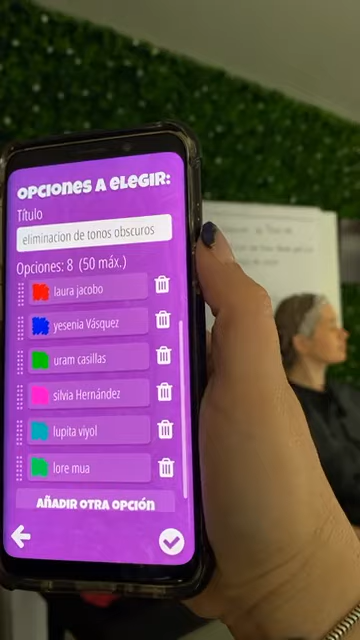 OPCIONES A ELEGIR:
Título
eliminacion de tonos obscuros
Opciones: 8 (50 máx.)
laura jacobo
yesenia Vásquez
uram casillas
silvia Hernández
lupita viyol
lore mua
AÑADIR OTRA OPCIÓN